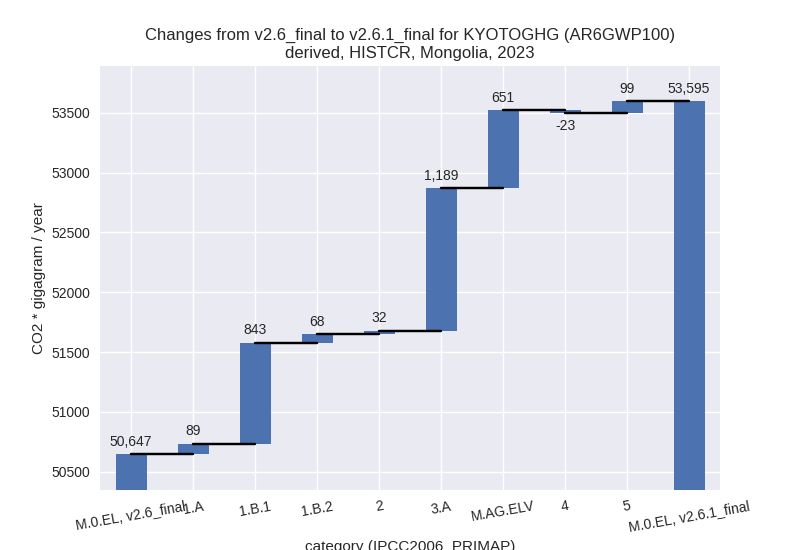 Changes from v2.6_final to v2.6.1_final for KYOTOGHG (AR6GWP100)
derived, HISTCR, Mongolia, 2023
CO2 * gigagram / year
53500
53000
52500
52000
51500
51000
50500
50,647
89
843
68
32
1,189
651
-23
99
53,595
M.0.EL, v2.6_final
1.A
1.B.1
1.B.2
2
3.A
M.AG.ELV
4
5
M.0.EL, v2.6.1_final
category (IPCC2006_PRIMAP)